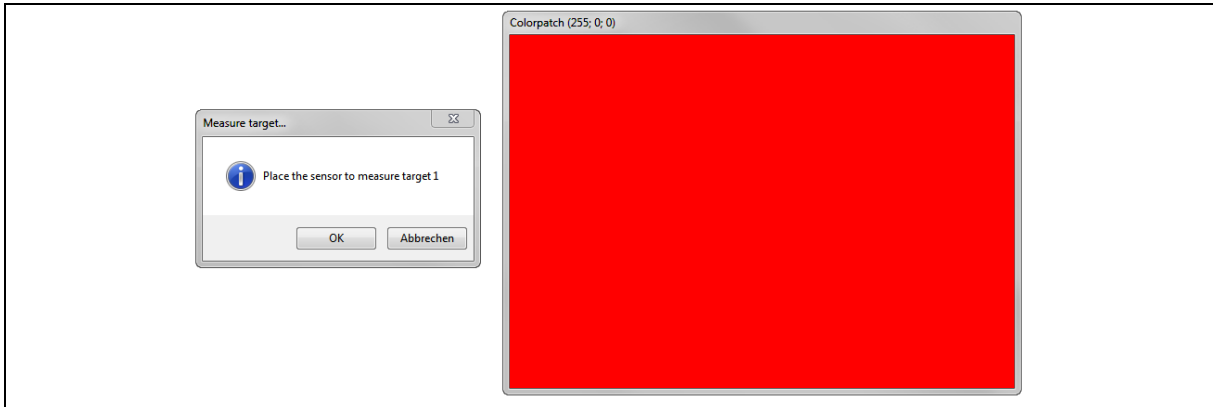 Colorpatch (255; 0; 0)
Measure target...
Place the sensor to measure target 1
OK
Abbrechen